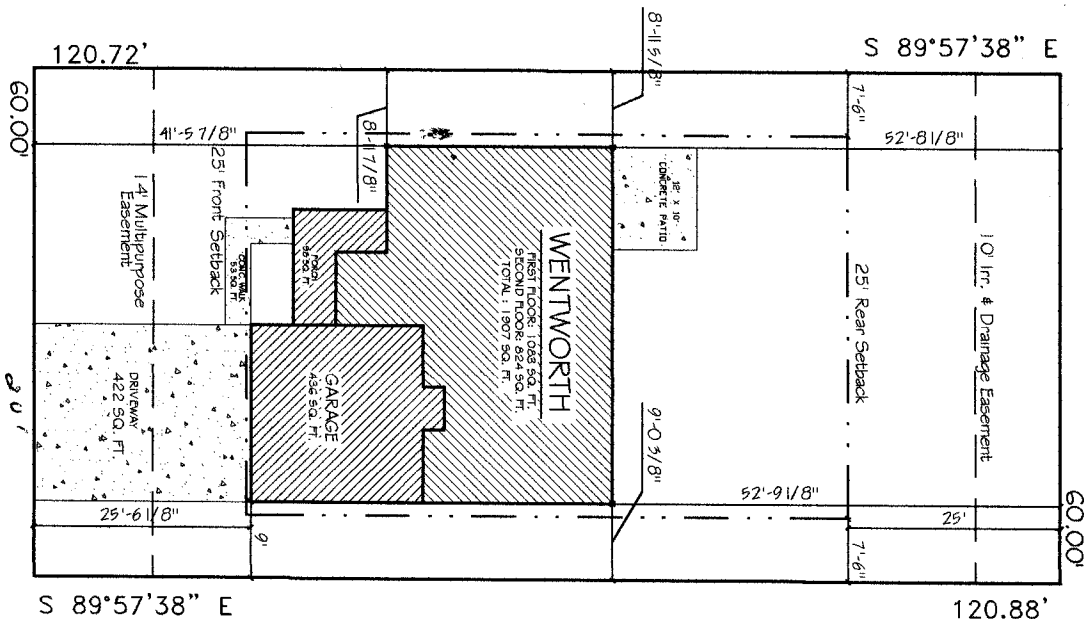 120.72'
S 89°57'38" E
8'-11 5/8"
60.00'
41'-5 7/8"
8'-11 7/8"
7'-6"
52'-8 1/8"
25' Front Setback
14' Multipurpose
Easement
12' X 10'
CONCRETE PATIO
PORCH
CONC. WALK
53 SQ. FT.
WENTWORTH
FIRST FLOOR: 1083 SQ. FT.
SECOND FLOOR: 824 SQ. FT.
TOTAL: 1907 SQ. FT.
25' Rear Setback
10' Irr. & Drainage Easement
GARAGE
436 SQ. FT.
DRIVEWAY
422 SQ. FT.
9'-0 3/8"
52'-9 1/8"
25'-6 1/8"
9'
25'
7'-6"
60.00'
S 89°57'38" E
120.88'